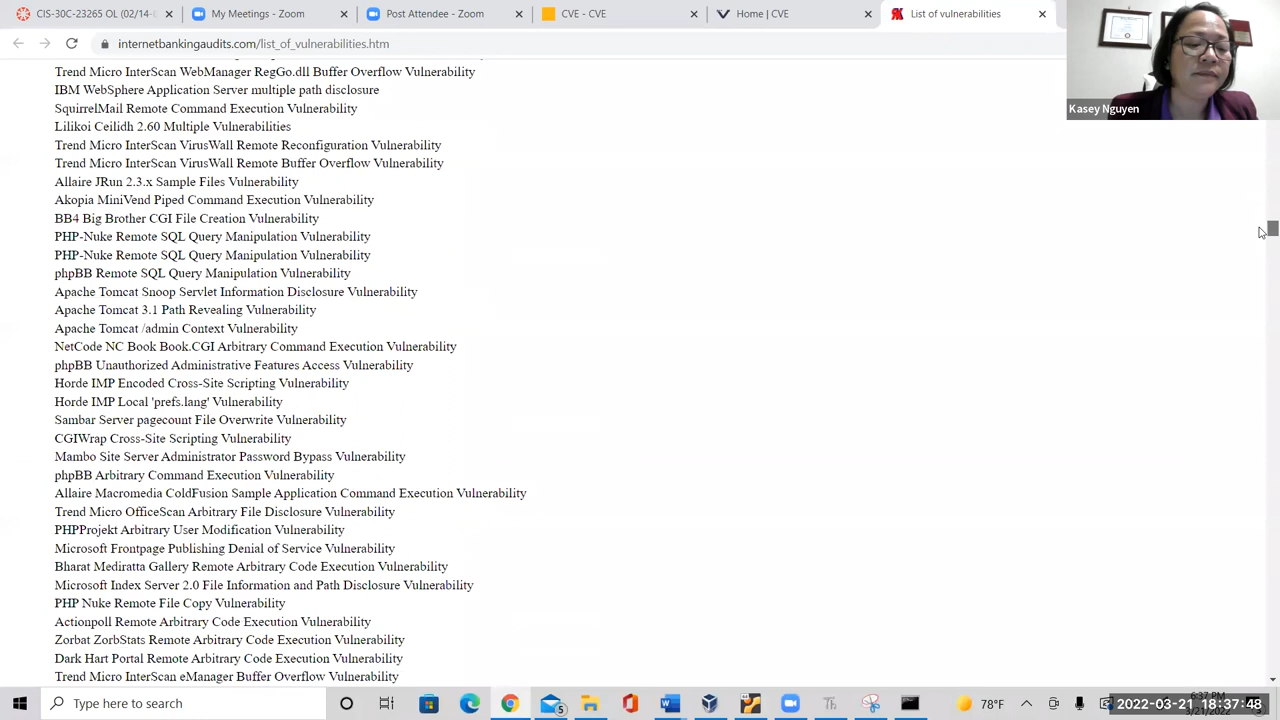 CIS-30C-23265 OL (02/14-
My Meetings - Zoom
Post Attendee - Zoom
CVE - CVE
Home | CVE
List of vulnerabilities
internetbankingaudits.com/list_of_vulnerabilities.htm
Kasey Nguyen
Trend Micro InterScan WebManager RegGo.dll Buffer Overflow Vulnerability
IBM WebSphere Application Server multiple path disclosure
SquirrelMail Remote Command Execution Vulnerability
Lilikoi Ceilidh 2.60 Multiple Vulnerabilities
Trend Micro InterScan VirusWall Remote Reconfiguration Vulnerability
Trend Micro InterScan VirusWall Remote Buffer Overflow Vulnerability
Allaire JRun 2.3.x Sample Files Vulnerability
Akopia MiniVend Piped Command Execution Vulnerability
BB4 Big Brother CGI File Creation Vulnerability
PHP-Nuke Remote SQL Query Manipulation Vulnerability
PHP-Nuke Remote SQL Query Manipulation Vulnerability
phpBB Remote SQL Query Manipulation Vulnerability
Apache Tomcat Snoop Servlet Information Disclosure Vulnerability
Apache Tomcat 3.1 Path Revealing Vulnerability
Apache Tomcat /admin Context Vulnerability
NetCode NC Book Book.CGI Arbitrary Command Execution Vulnerability
phpBB Unauthorized Administrative Features Access Vulnerability
Horde IMP Encoded Cross-Site Scripting Vulnerability
Horde IMP Local 'prefs.lang' Vulnerability
Sambar Server pagecount File Overwrite Vulnerability
CGIWrap Cross-Site Scripting Vulnerability
Mambo Site Server Administrator Password Bypass Vulnerability
phpBB Arbitrary Command Execution Vulnerability
Allaire Macromedia ColdFusion Sample Application Command Execution Vulnerability
Trend Micro OfficeScan Arbitrary File Disclosure Vulnerability
PHPProjekt Arbitrary User Modification Vulnerability
Microsoft Frontpage Publishing Denial of Service Vulnerability
Bharat Mediratta Gallery Remote Arbitrary Code Execution Vulnerability
Microsoft Index Server 2.0 File Information and Path Disclosure Vulnerability
PHP Nuke Remote File Copy Vulnerability
Actionpoll Remote Arbitrary Code Execution Vulnerability
Zorbat ZorbStats Remote Arbitrary Code Execution Vulnerability
Dark Hart Portal Remote Arbitrary Code Execution Vulnerability
Trend Micro InterScan eManager Buffer Overflow Vulnerability
Type here to search
5
78°F
6:37 PM
2022-03-21 18:37:48
3/21/2022